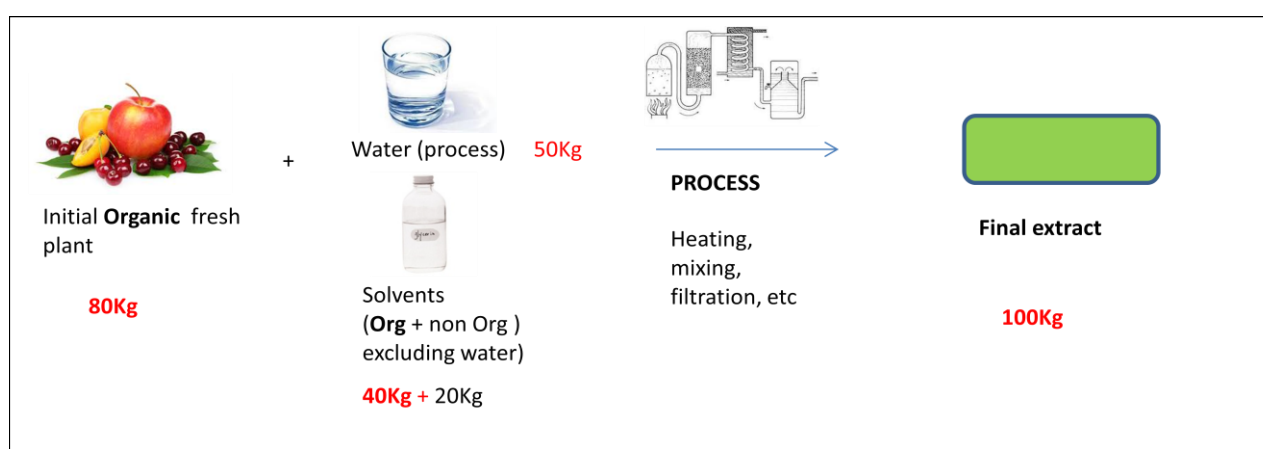 Initial Organic fresh
plant
80Kg
+
Water (process) 50Kg
Solvents
(Org + non Org )
excluding water)
40Kg + 20Kg
PROCESS
Heating,
mixing,
filtration, etc
Final extract
100Kg